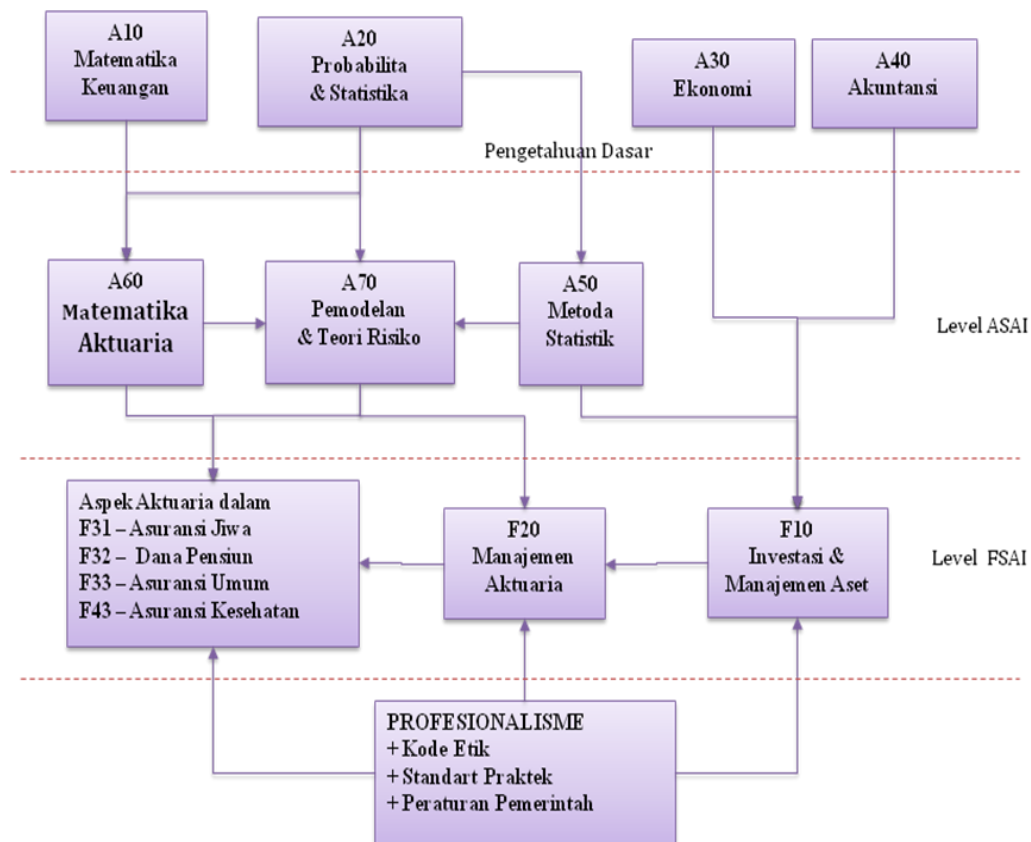 A10
Matematika
Keuangan
A20
Probabilita
& Statistika
A30
Ekonomi
A40
Akuntansi
Pengetahuan Dasar
A60
Matematika
Aktuaria
A70
Pemodelan
& Teori Risiko
A50
Metoda
Statistik
Level ASAI
Aspek Aktuaria dalam
F31 – Asuransi Jiwa
F32 – Dana Pensiun
F33 – Asuransi Umum
F43 – Asuransi Kesehatan
F20
Manajemen
Aktuaria
F10
Investasi &
Manajemen Aset
Level FSAI
PROFESIONALISME
+ Kode Etik
+ Standart Praktek
+ Peraturan Pemerintah